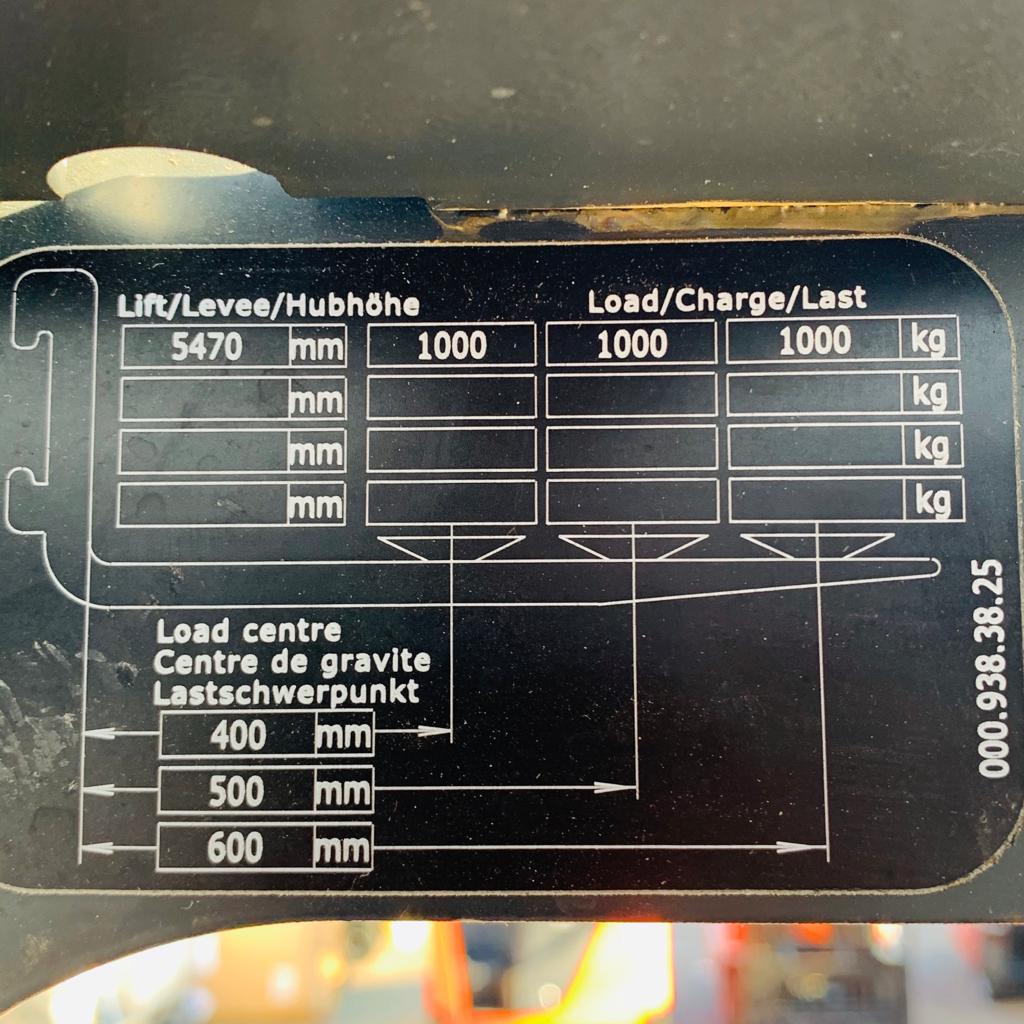 Lift/Levee/Hubhöhe Load/Charge/Last
5470 mm 1000 1000 1000 kg
mm kg
mm kg
mm kg
Load centre
Centre de gravite
Lastschwerpunkt
400 mm
500 mm
600 mm
000.938.38.25